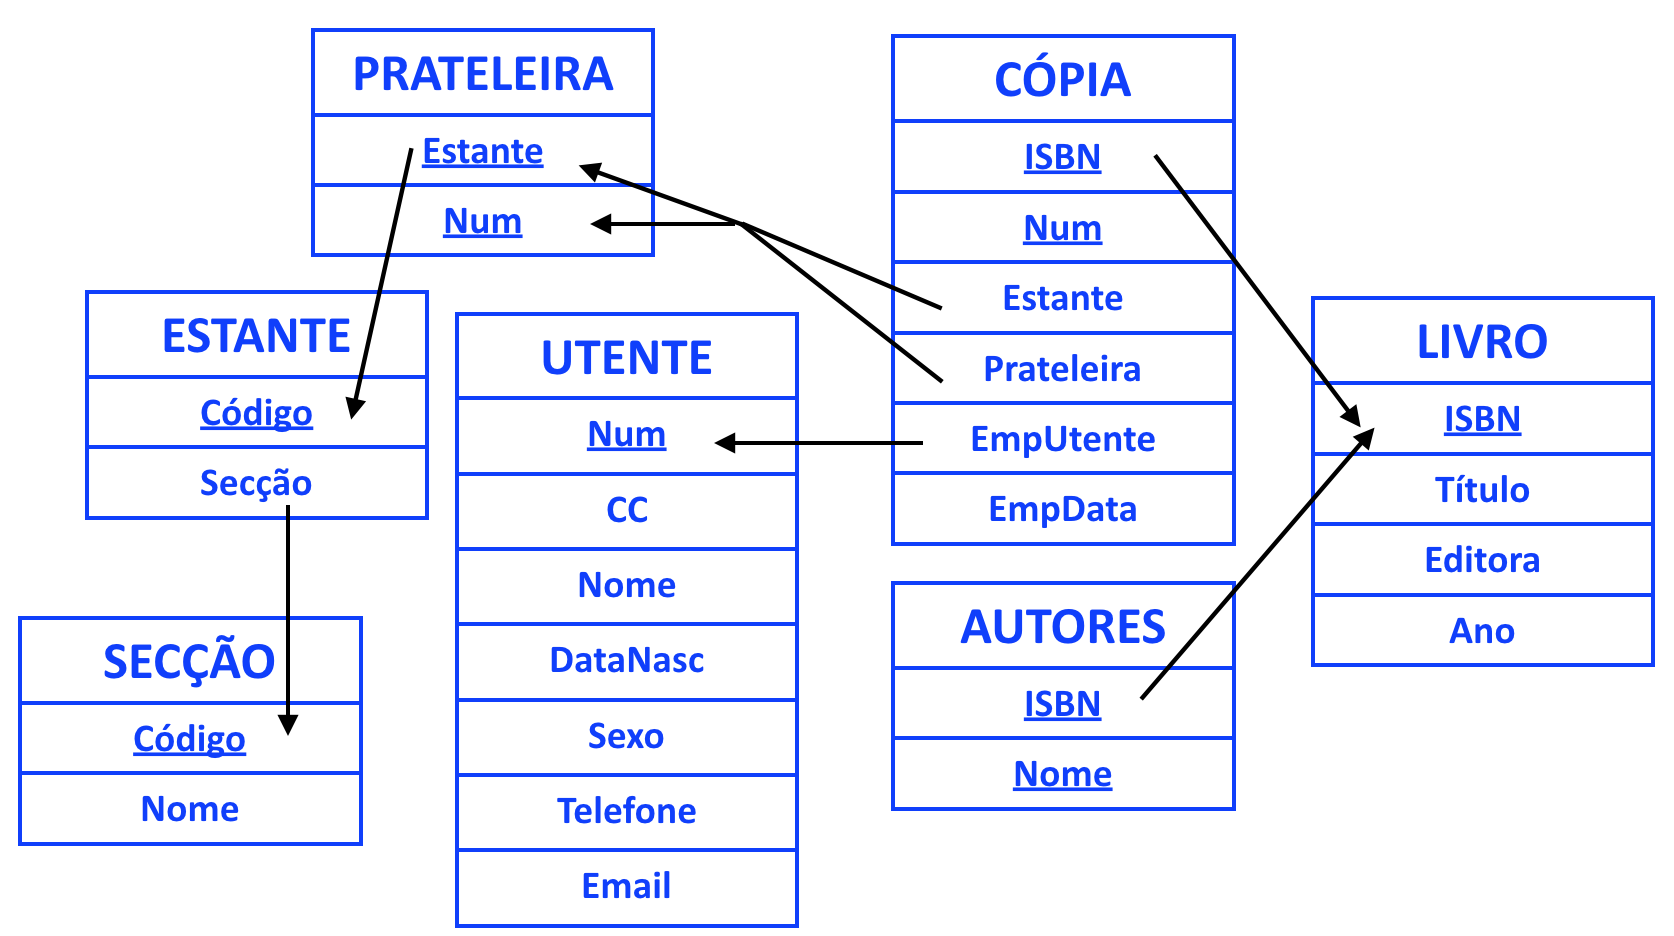 PRATELEIRA
Estante
Num
CÓPIA
ISBN
Num
Estante
Prateleira
EmpUtente
EmpData
ESTANTE
Código
Secção
UTENTE
Num
CC
Nome
DataNasc
Sexo
Telefone
Email
LIVRO
ISBN
Título
Editora
Ano
SECÇÃO
Código
Nome
AUTORES
ISBN
Nome